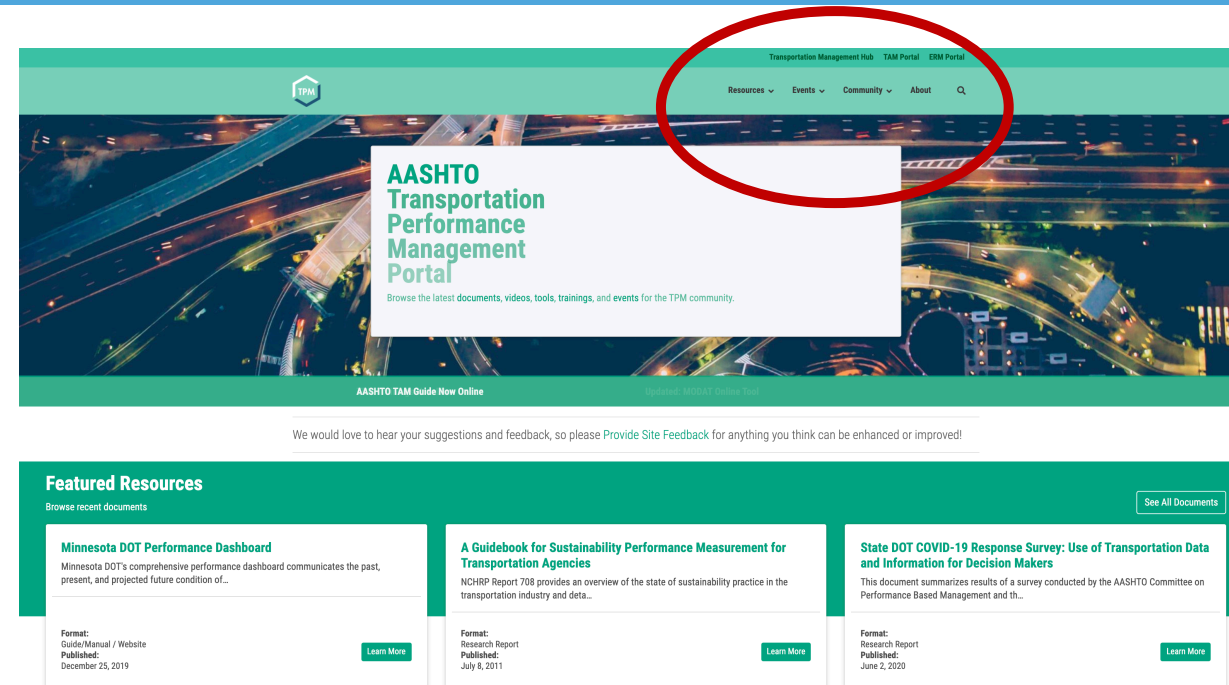 Transportation Management Hub TAM Portal ERM Portal
TPM
Resources Events Community About
AASHTO
Transportation
Performance
Management
Portal
Browse the latest documents, videos, tools, trainings, and events for the TPM community.
AASHTO TAM Guide Now Online Updated: MODAT Online Tool
We would love to hear your suggestions and feedback, so please Provide Site Feedback for anything you think can be enhanced or improved!
Featured Resources
Browse recent documents
See All Documents
Minnesota DOT Performance Dashboard
Minnesota DOT's comprehensive performance dashboard communicates the past,
present, and projected future condition of…
Format:
Guide/Manual / Website
Published:
December 25, 2019
Learn More
A Guidebook for Sustainability Performance Measurement for
Transportation Agencies
NCHRP Report 708 provides an overview of the state of sustainability practice in the
transportation industry and deta…
Format:
Research Report
Published:
July 8, 2011
Learn More
State DOT COVID-19 Response Survey: Use of Transportation Data
and Information for Decision Makers
This document summarizes results of a survey conducted by the AASHTO Committee on
Performance Based Management and th…
Format:
Research Report
Published:
June 2, 2020
Learn More